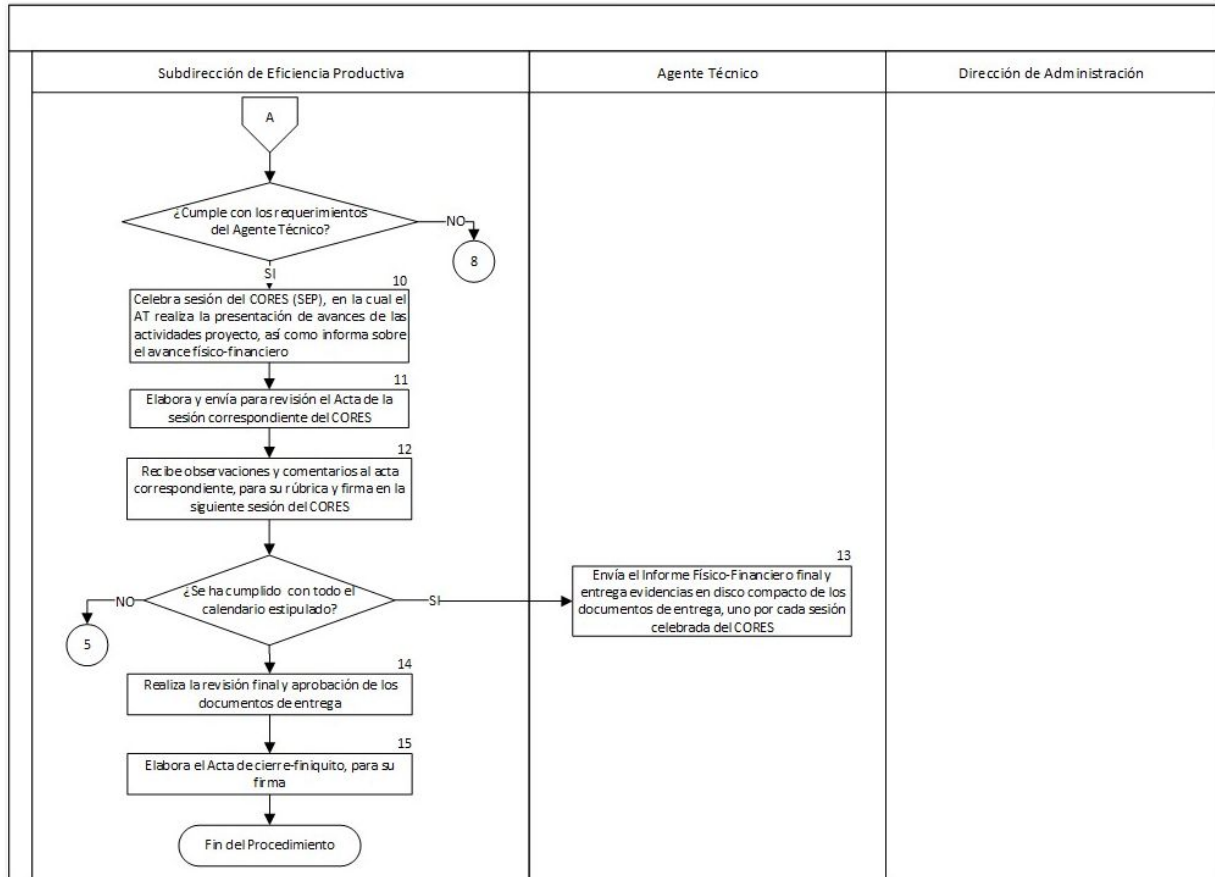 Subdirección de Eficiencia Productiva
Agente Técnico
Dirección de Administración
A
¿Cumple con los requerimientos
del Agente Técnico?
NO
8
SI
10
Celebra sesión del CORES (SEP), en la cual el
AT realiza la presentación de avances de las
actividades proyecto, así como informa sobre
el avance físico-financiero
11
Elabora y envía para revisión el Acta de la
sesión correspondiente del CORES
12
Recibe observaciones y comentarios al acta
correspondiente, para su rúbrica y firma en la
siguiente sesión del CORES
¿Se ha cumplido con todo el
calendario estipulado?
NO
5
SI
13
Envía el Informe Físico-Financiero final y
entrega evidencias en disco compacto de los
documentos de entrega, uno por cada sesión
celebrada del CORES
14
Realiza la revisión final y aprobación de los
documentos de entrega
15
Elabora el Acta de cierre-finiquito, para su
firma
Fin del Procedimiento